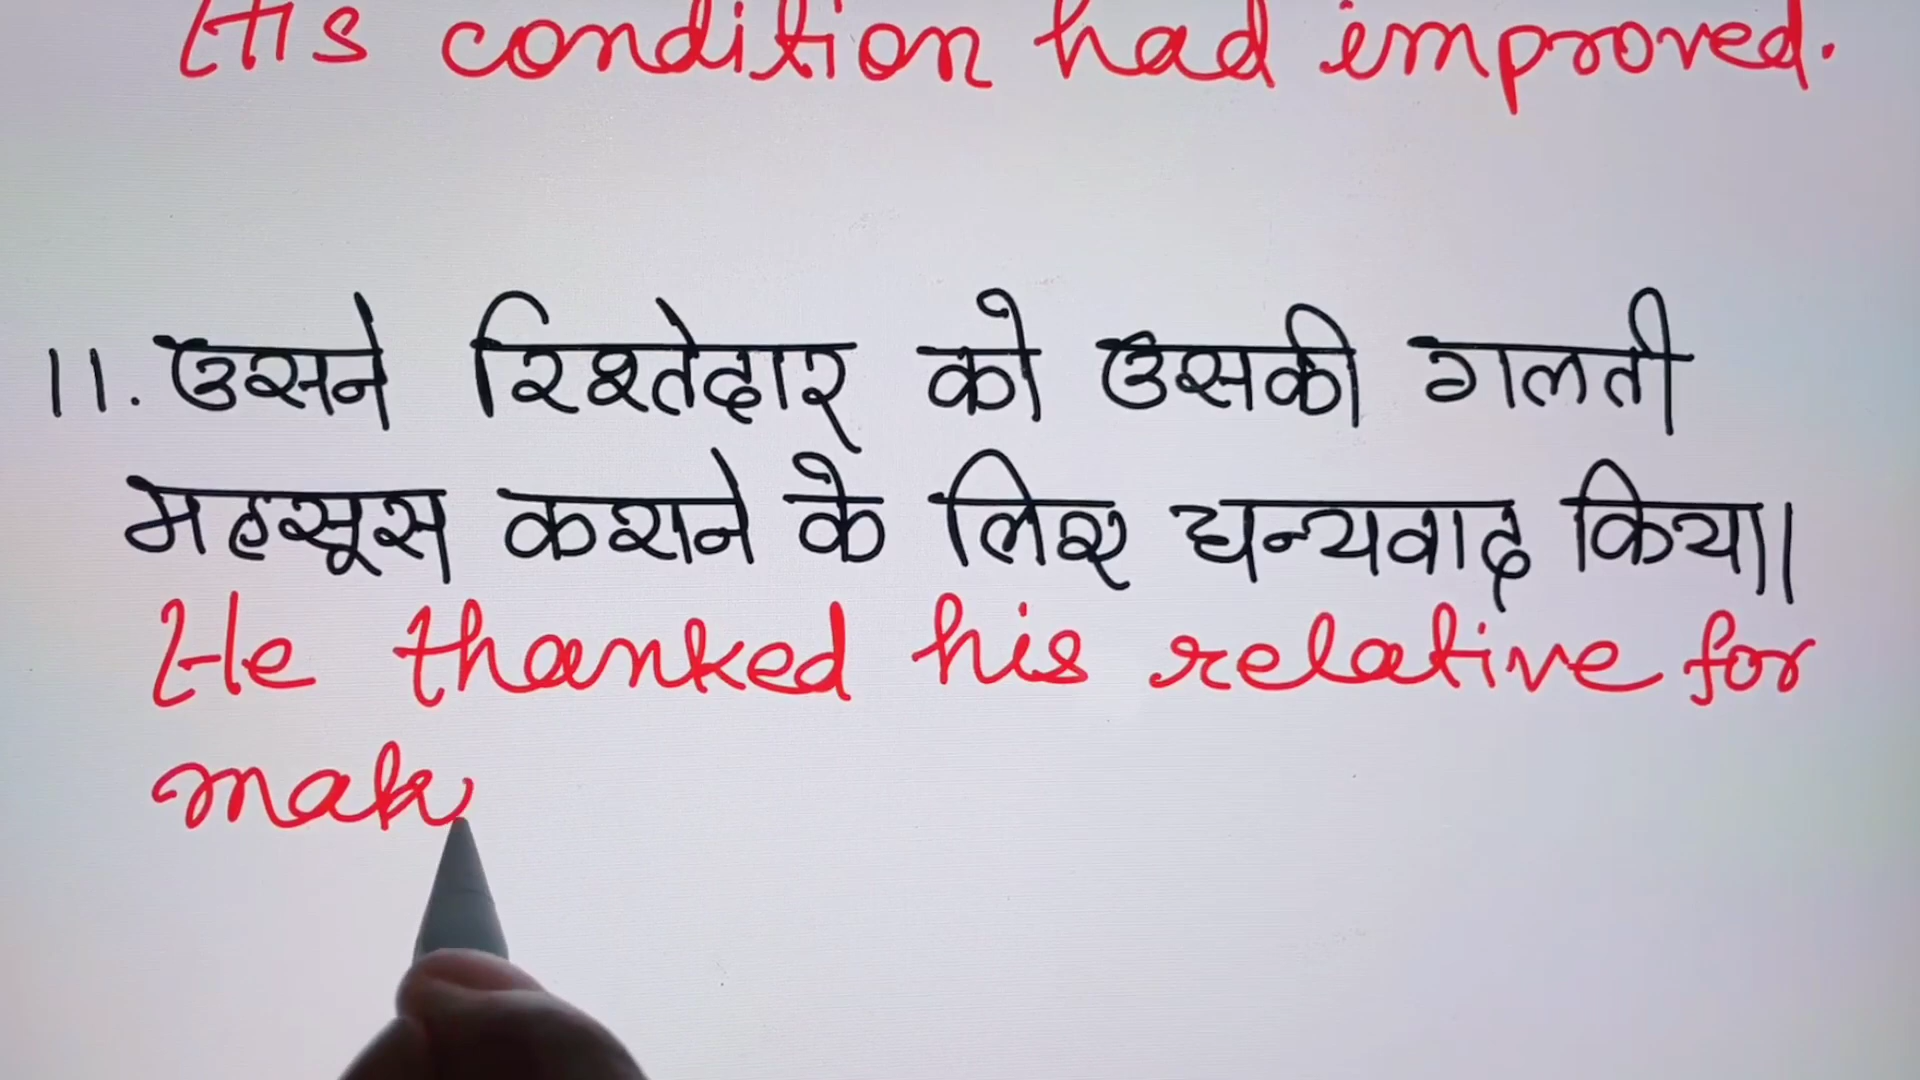 His condition had improved.
11. उसने रिश्तेदार को उसकी गलती
महसूस कराने के लिए धन्यवाद किया।
He thanked his relative for
mak